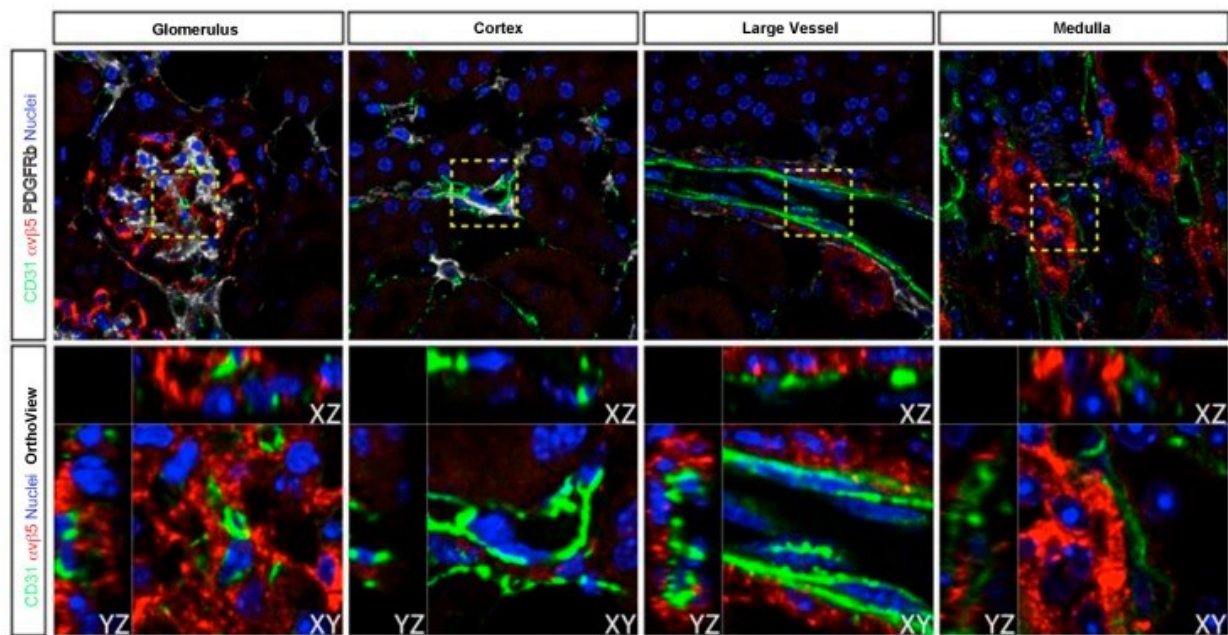 Glomerulus
Cortex
Large Vessel
Medulla
CD31 αvβ5 PDGFRb Nuclei
CD31 αvβ5 Nuclei OrthoView
XZ
XZ
XZ
XZ
YZ
XY
YZ
XY
YZ
XY
YZ
XY